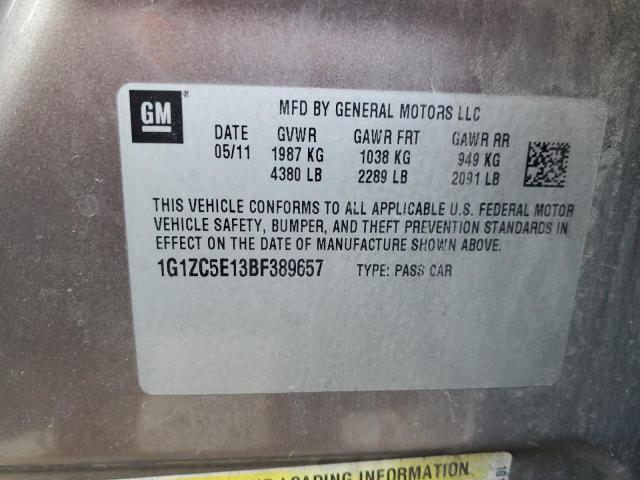 GM
MFD BY GENERAL MOTORS LLC
DATE GVWR GAWR FRT GAWR RR
05/11 1987 KG 1038 KG 949 KG
4380 LB 2289 LB 2091 LB
THIS VEHICLE CONFORMS TO ALL APPLICABLE U.S. FEDERAL MOTOR
VEHICLE SAFETY, BUMPER, AND THEFT PREVENTION STANDARDS IN
EFFECT ON THE DATE OF MANUFACTURE SHOWN ABOVE.
1G1ZC5E13BF389657 TYPE: PASS CAR
LOADING INFORMATION